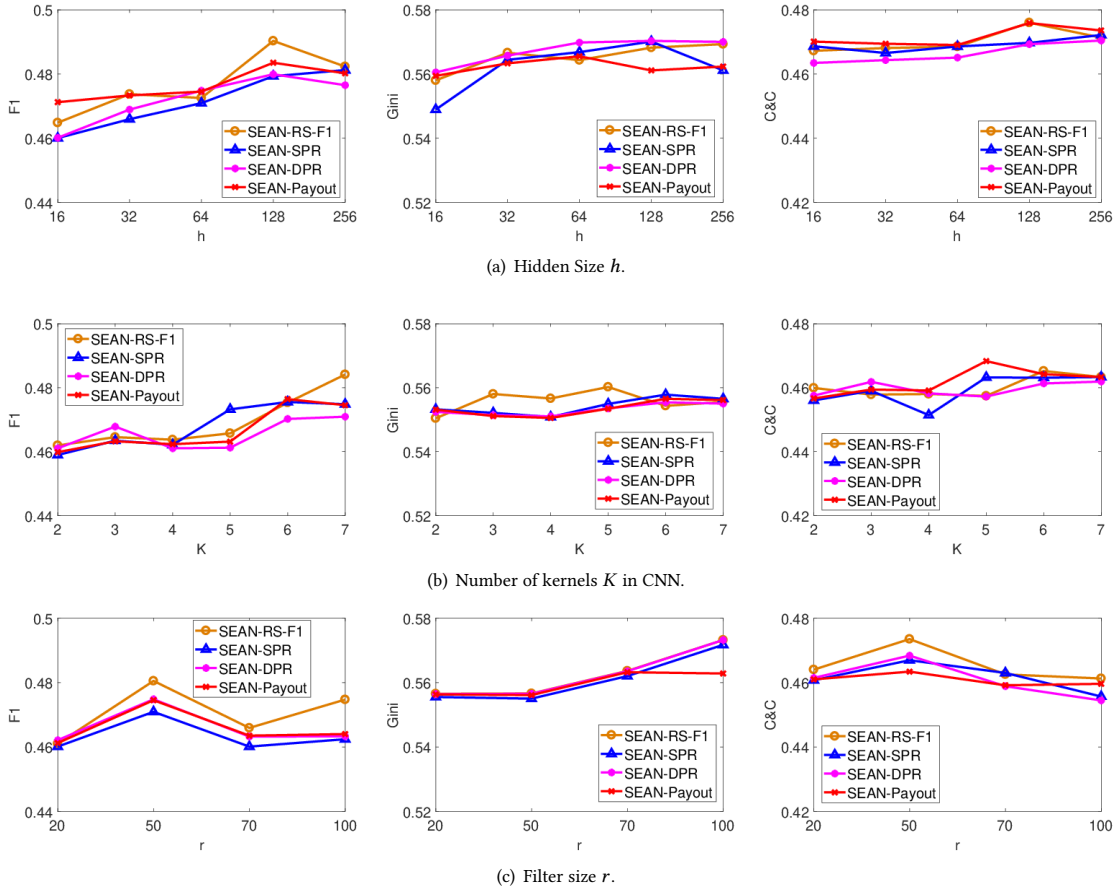 0.5
0.48
0.46
0.44
F1
16 32 64 128 256
h
SEAN-RS-F1
SEAN-SPR
SEAN-DPR
SEAN-Payout
0.58
0.56
0.54
0.52
Gini
16 32 64 128 256
h
SEAN-RS-F1
SEAN-SPR
SEAN-DPR
SEAN-Payout
0.48
0.46
0.44
0.42
C&C
16 32 64 128 256
h
SEAN-RS-F1
SEAN-SPR
SEAN-DPR
SEAN-Payout
(a) Hidden Size h.
0.5
0.48
0.46
0.44
F1
2 3 4 5 6 7
K
SEAN-RS-F1
SEAN-SPR
SEAN-DPR
SEAN-Payout
0.58
0.56
0.54
0.52
Gini
2 3 4 5 6 7
K
SEAN-RS-F1
SEAN-SPR
SEAN-DPR
SEAN-Payout
0.48
0.46
0.44
0.42
C&C
2 3 4 5 6 7
K
SEAN-RS-F1
SEAN-SPR
SEAN-DPR
SEAN-Payout
(b) Number of kernels K in CNN.
0.5
0.48
0.46
0.44
F1
20 50 70 100
r
SEAN-RS-F1
SEAN-SPR
SEAN-DPR
SEAN-Payout
0.58
0.56
0.54
0.52
Gini
20 50 70 100
r
SEAN-RS-F1
SEAN-SPR
SEAN-DPR
SEAN-Payout
0.48
0.46
0.44
0.42
C&C
20 50 70 100
r
SEAN-RS-F1
SEAN-SPR
SEAN-DPR
SEAN-Payout
(c) Filter size r.